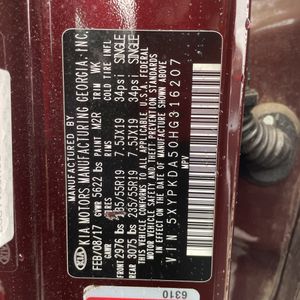 KIA MANUFACTURED BY
KIA MOTORS MANUFACTURING GEORGIA, INC.
FEB/08/17 PAINT M2R TRIM WK
GVWR 5622 lbs
GAWR TIRES RIMS COLD TIRE INFL
FRONT 2976 lbs 235/55R19 7.5JX19 34psi SINGLE
REAR 3075 lbs 235/55R19 7.5JX19 34psi SINGLE
THIS VEHICLE CONFORMS TO ALL APPLICABLE U.S.A. FEDERAL
MOTOR VEHICLE SAFETY AND THEFT PREVENTION STANDARDS
IN EFFECT ON THE DATE OF MANUFACTURE SHOWN ABOVE.
VIN 5XYPKDA50HG316207
MPV
6310